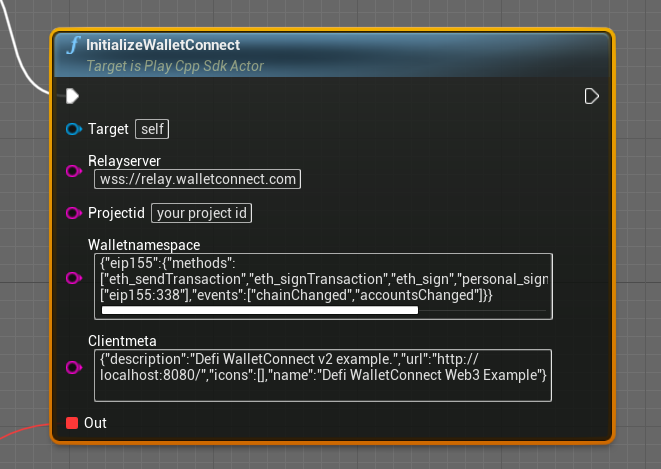 f InitializeWalletConnect
Target is Play Cpp Sdk Actor
Target self
Relayserver
wss://relay.walletconnect.com
Projectid your project id
Walletnamespace
{"eip155":{"methods":
["eth_sendTransaction","eth_signTransaction","eth_sign","personal_sign
["eip155:338"],"events":["chainChanged","accountsChanged"]}}
Clientmeta
{"description":"Defi WalletConnect v2 example.","url":"http://
localhost:8080/","icons":[],"name":"Defi WalletConnect Web3 Example"}
Out